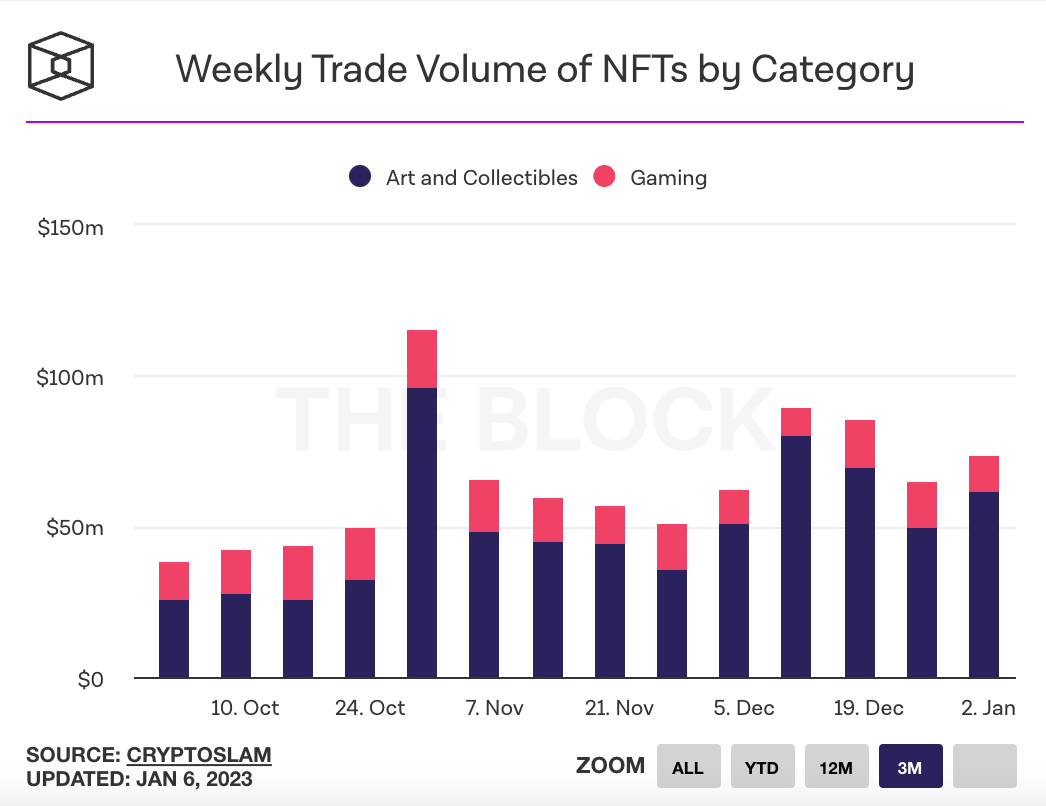 Weekly Trade Volume of NFTs by Category
Art and Collectibles Gaming
$150m
$100m
THE BLOCK
$50m
$0
10. Oct 24. Oct 7. Nov 21. Nov 5. Dec 19. Dec 2. Jan
SOURCE: CRYPTOSLAM
UPDATED: JAN 6, 2023
ZOOM ALL YTD 12M 3M